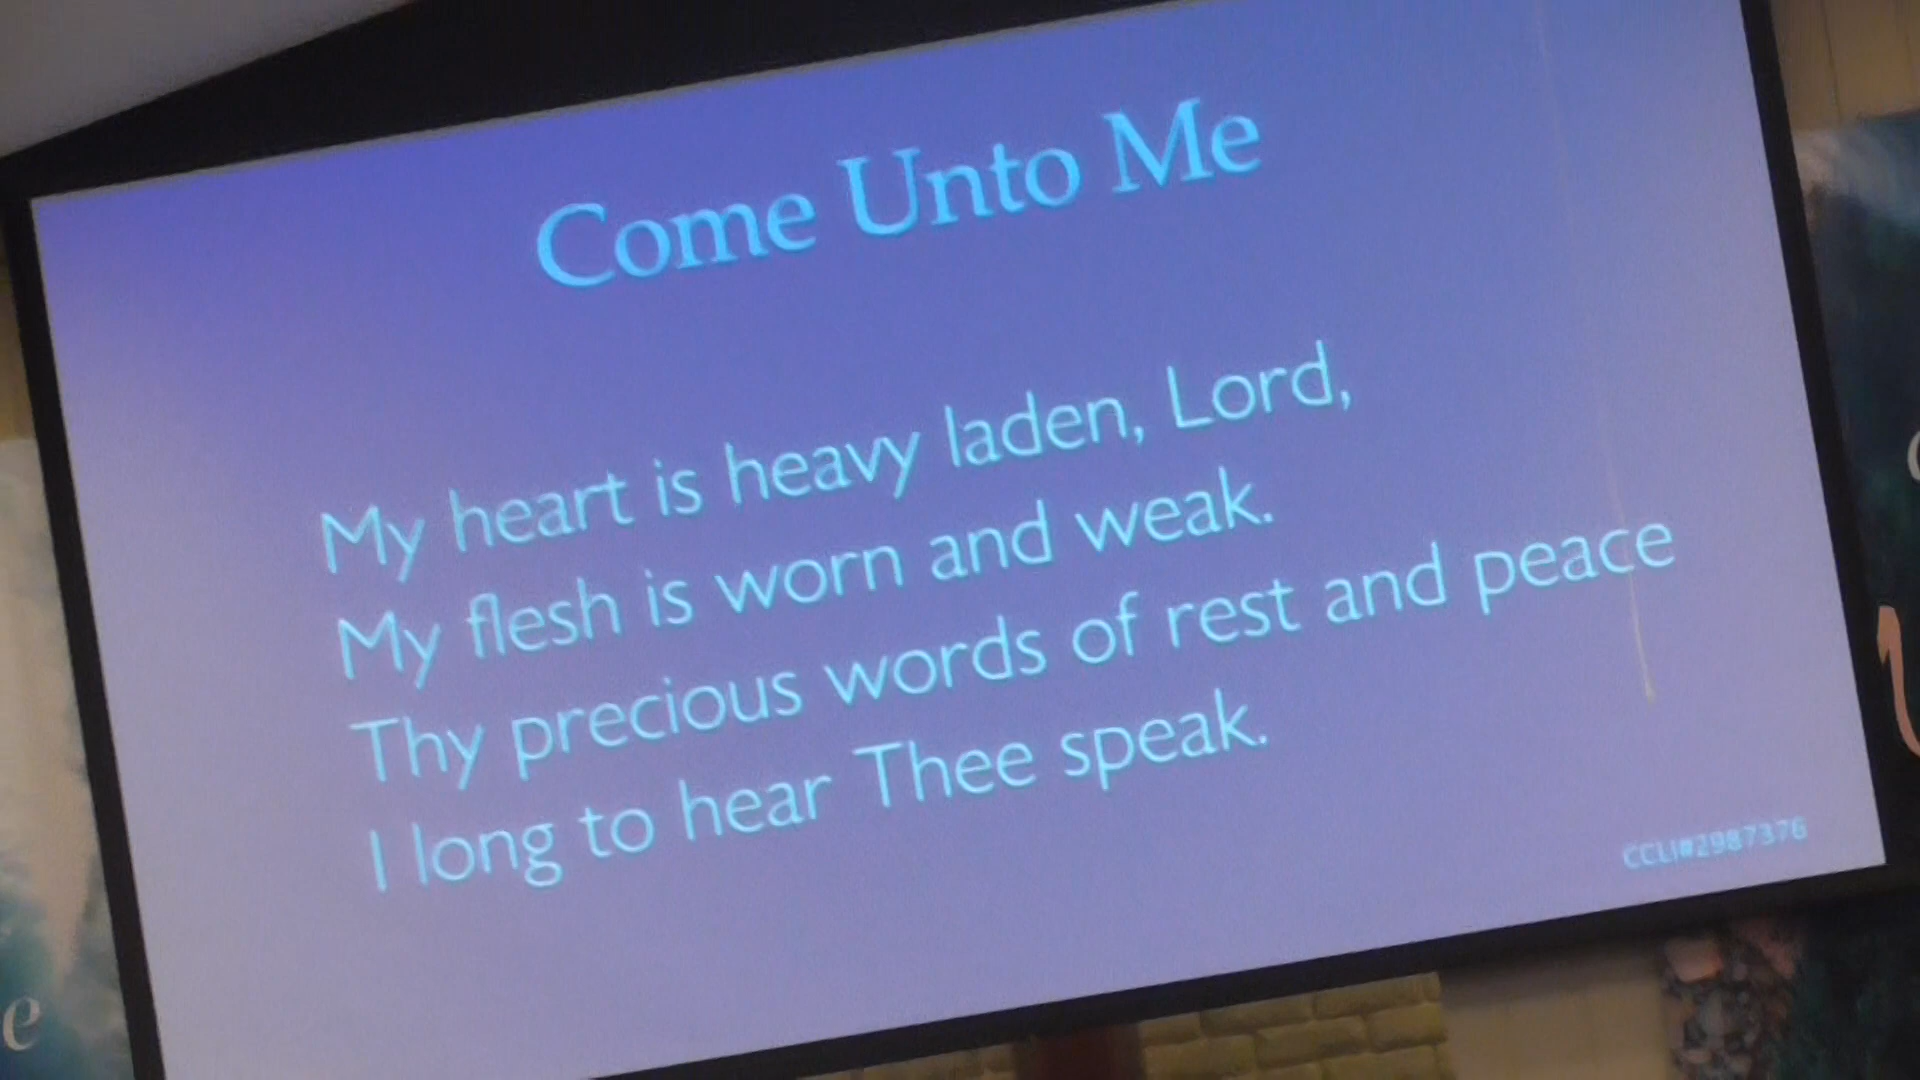 Come Unto Me
My heart is heavy laden, Lord,
My flesh is worn and weak.
Thy precious words of rest and peace
I long to hear Thee speak.
CCLI#2987376
e